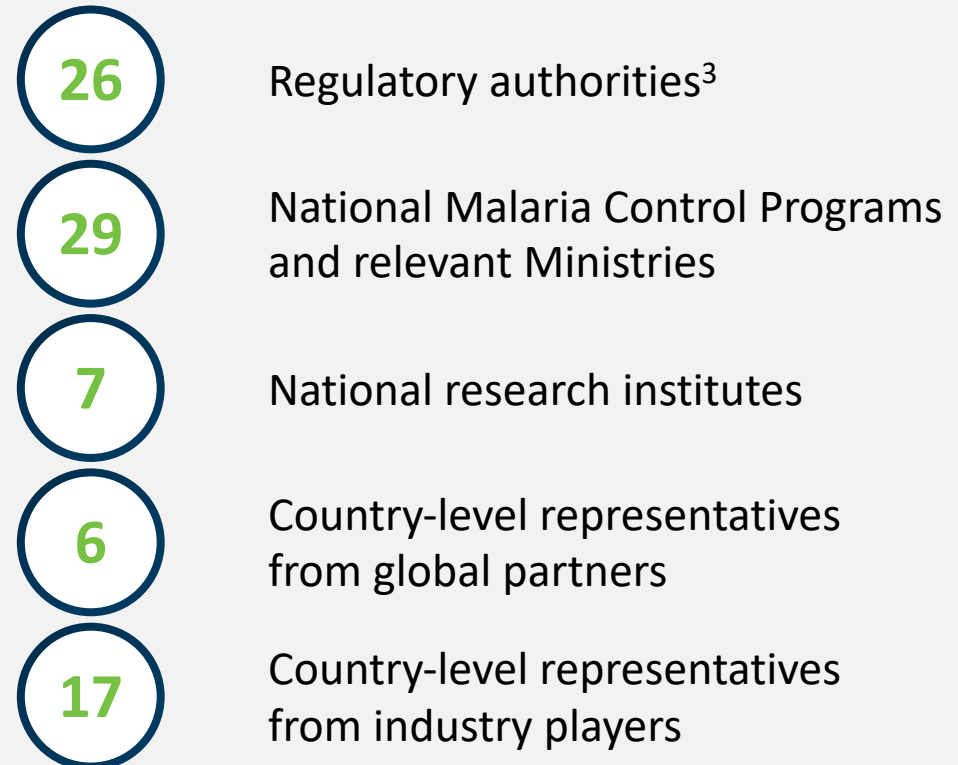 26
Regulatory authorities³
29
National Malaria Control Programs
and relevant Ministries
7
National research institutes
6
Country-level representatives
from global partners
17
Country-level representatives
from industry players